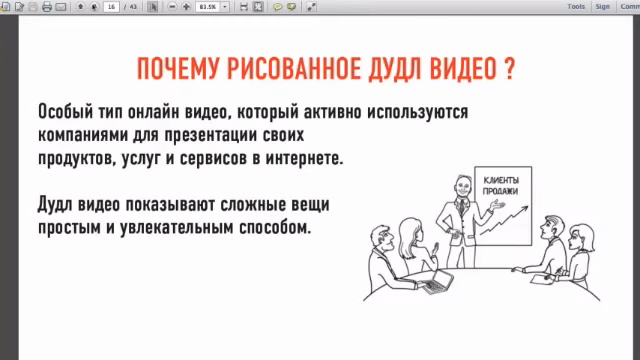 16 / 43
83.5%
Tools
Sign
ПОЧЕМУ РИСОВАННОЕ ДУДЛ ВИДЕО ?
Особый тип онлайн видео, который активно используются
компаниями для презентации своих
продуктов, услуг и сервисов в интернете.
Дудл видео показывают сложные вещи
простым и увлекательным способом.
КЛИЕНТЫ
ПРОДАЖИ